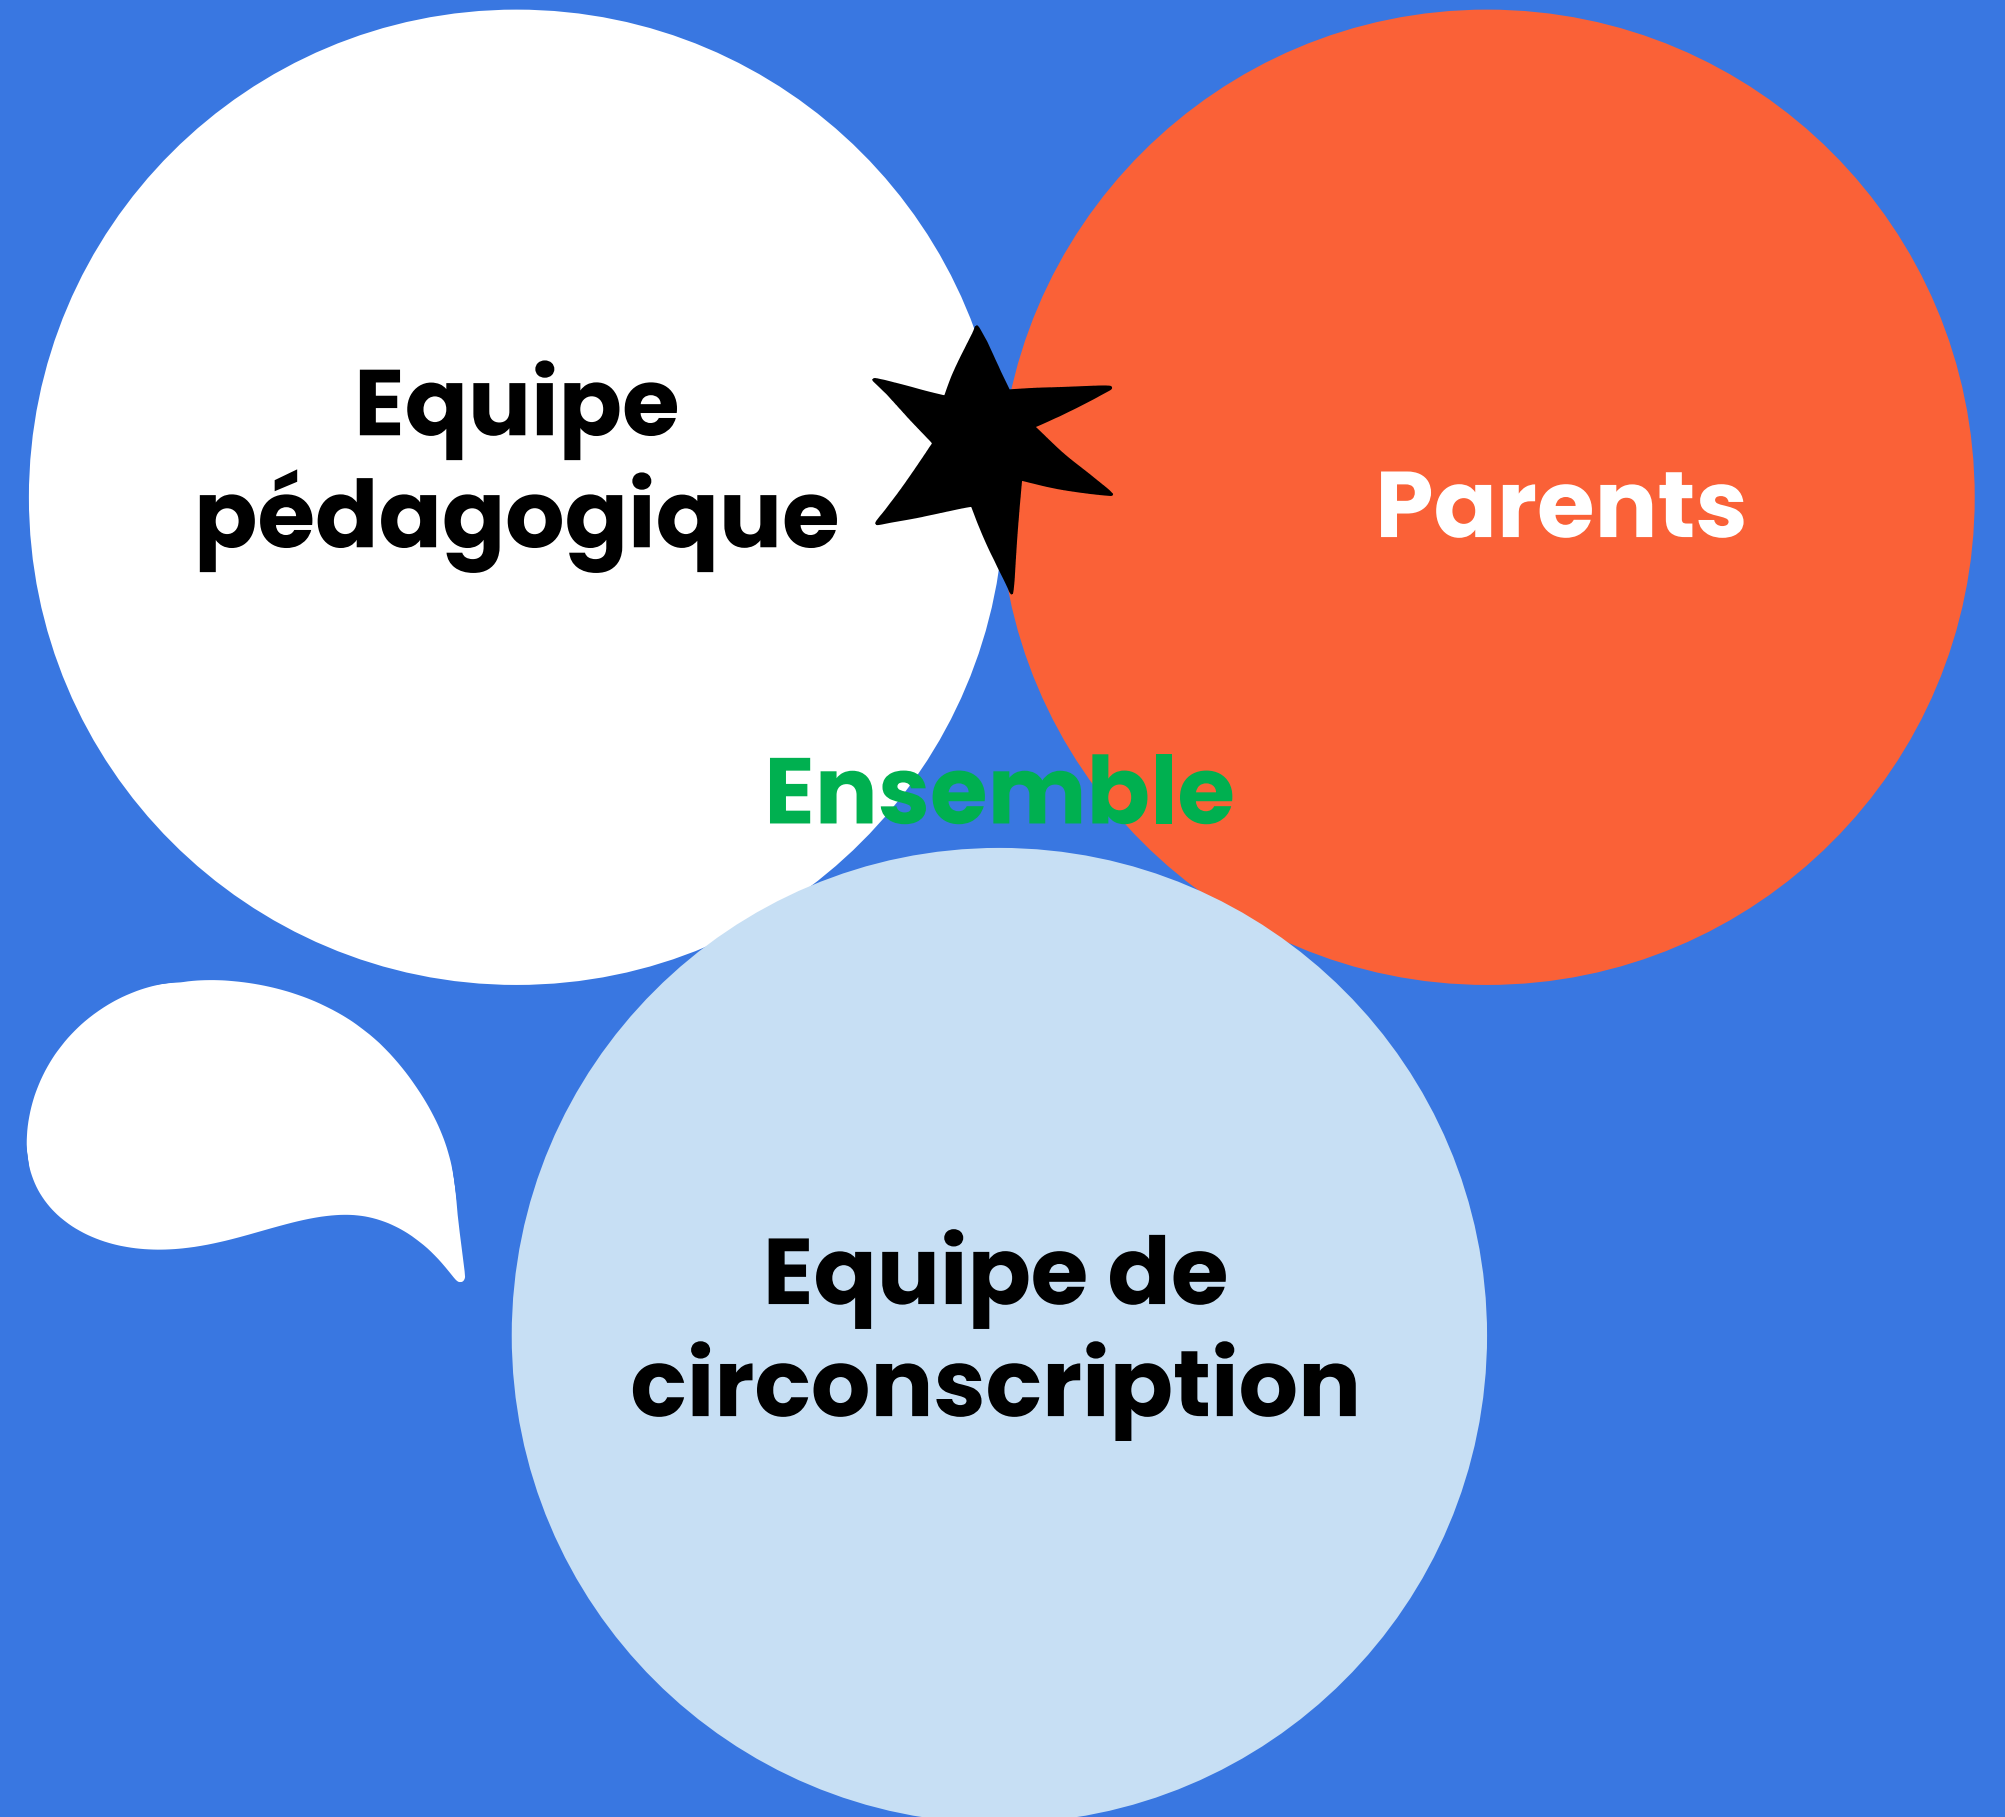 Equipe
pédagogique
Parents
Ensemble
Equipe de
circonscription